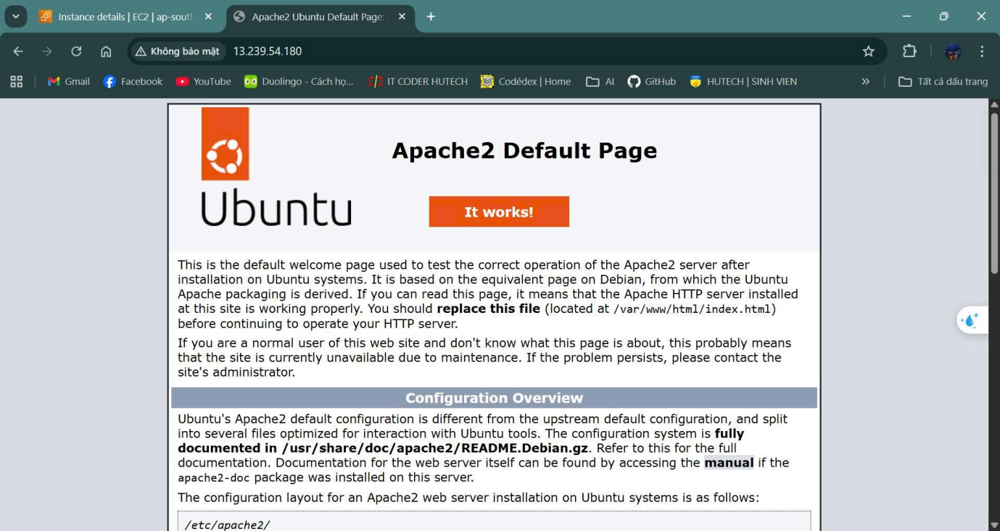 Instance details | EC2 | ap-south
Apache2 Ubuntu Default Page:
Không bảo mật 13.239.54.180
Gmail Facebook YouTube Duolingo - Cách họ... IT CODER HUTECH Codédex | Home AI GitHub HUTECH | SINH VIEN » Tất cả dấu trang
Apache2 Default Page
Ubuntu
It works!
This is the default welcome page used to test the correct operation of the Apache2 server after
installation on Ubuntu systems. It is based on the equivalent page on Debian, from which the Ubuntu
Apache packaging is derived. If you can read this page, it means that the Apache HTTP server installed
at this site is working properly. You should replace this file (located at /var/www/html/index.html)
before continuing to operate your HTTP server.
If you are a normal user of this web site and don't know what this page is about, this probably means
that the site is currently unavailable due to maintenance. If the problem persists, please contact the
site's administrator.
Configuration Overview
Ubuntu's Apache2 default configuration is different from the upstream default configuration, and split
into several files optimized for interaction with Ubuntu tools. The configuration system is fully
documented in /usr/share/doc/apache2/README.Debian.gz. Refer to this for the full
documentation. Documentation for the web server itself can be found by accessing the manual if the
apache2-doc package was installed on this server.
The configuration layout for an Apache2 web server installation on Ubuntu systems is as follows:
/etc/apache2/